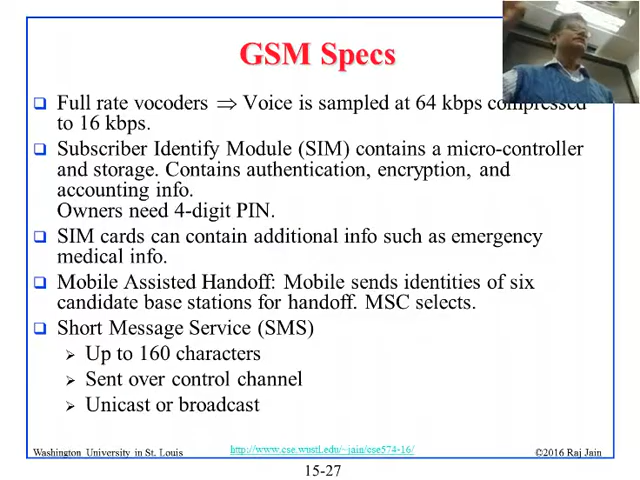 GSM Specs
Full rate vocoders ⇒ Voice is sampled at 64 kbps compressed
to 16 kbps.
Subscriber Identify Module (SIM) contains a micro-controller
and storage. Contains authentication, encryption, and
accounting info.
Owners need 4-digit PIN.
SIM cards can contain additional info such as emergency
medical info.
Mobile Assisted Handoff: Mobile sends identities of six
candidate base stations for handoff. MSC selects.
Short Message Service (SMS)
Up to 160 characters
Sent over control channel
Unicast or broadcast
Washington University in St. Louis http://www.cse.wustl.edu/~jain/cse574-16/ ©2016 Raj Jain
15-27